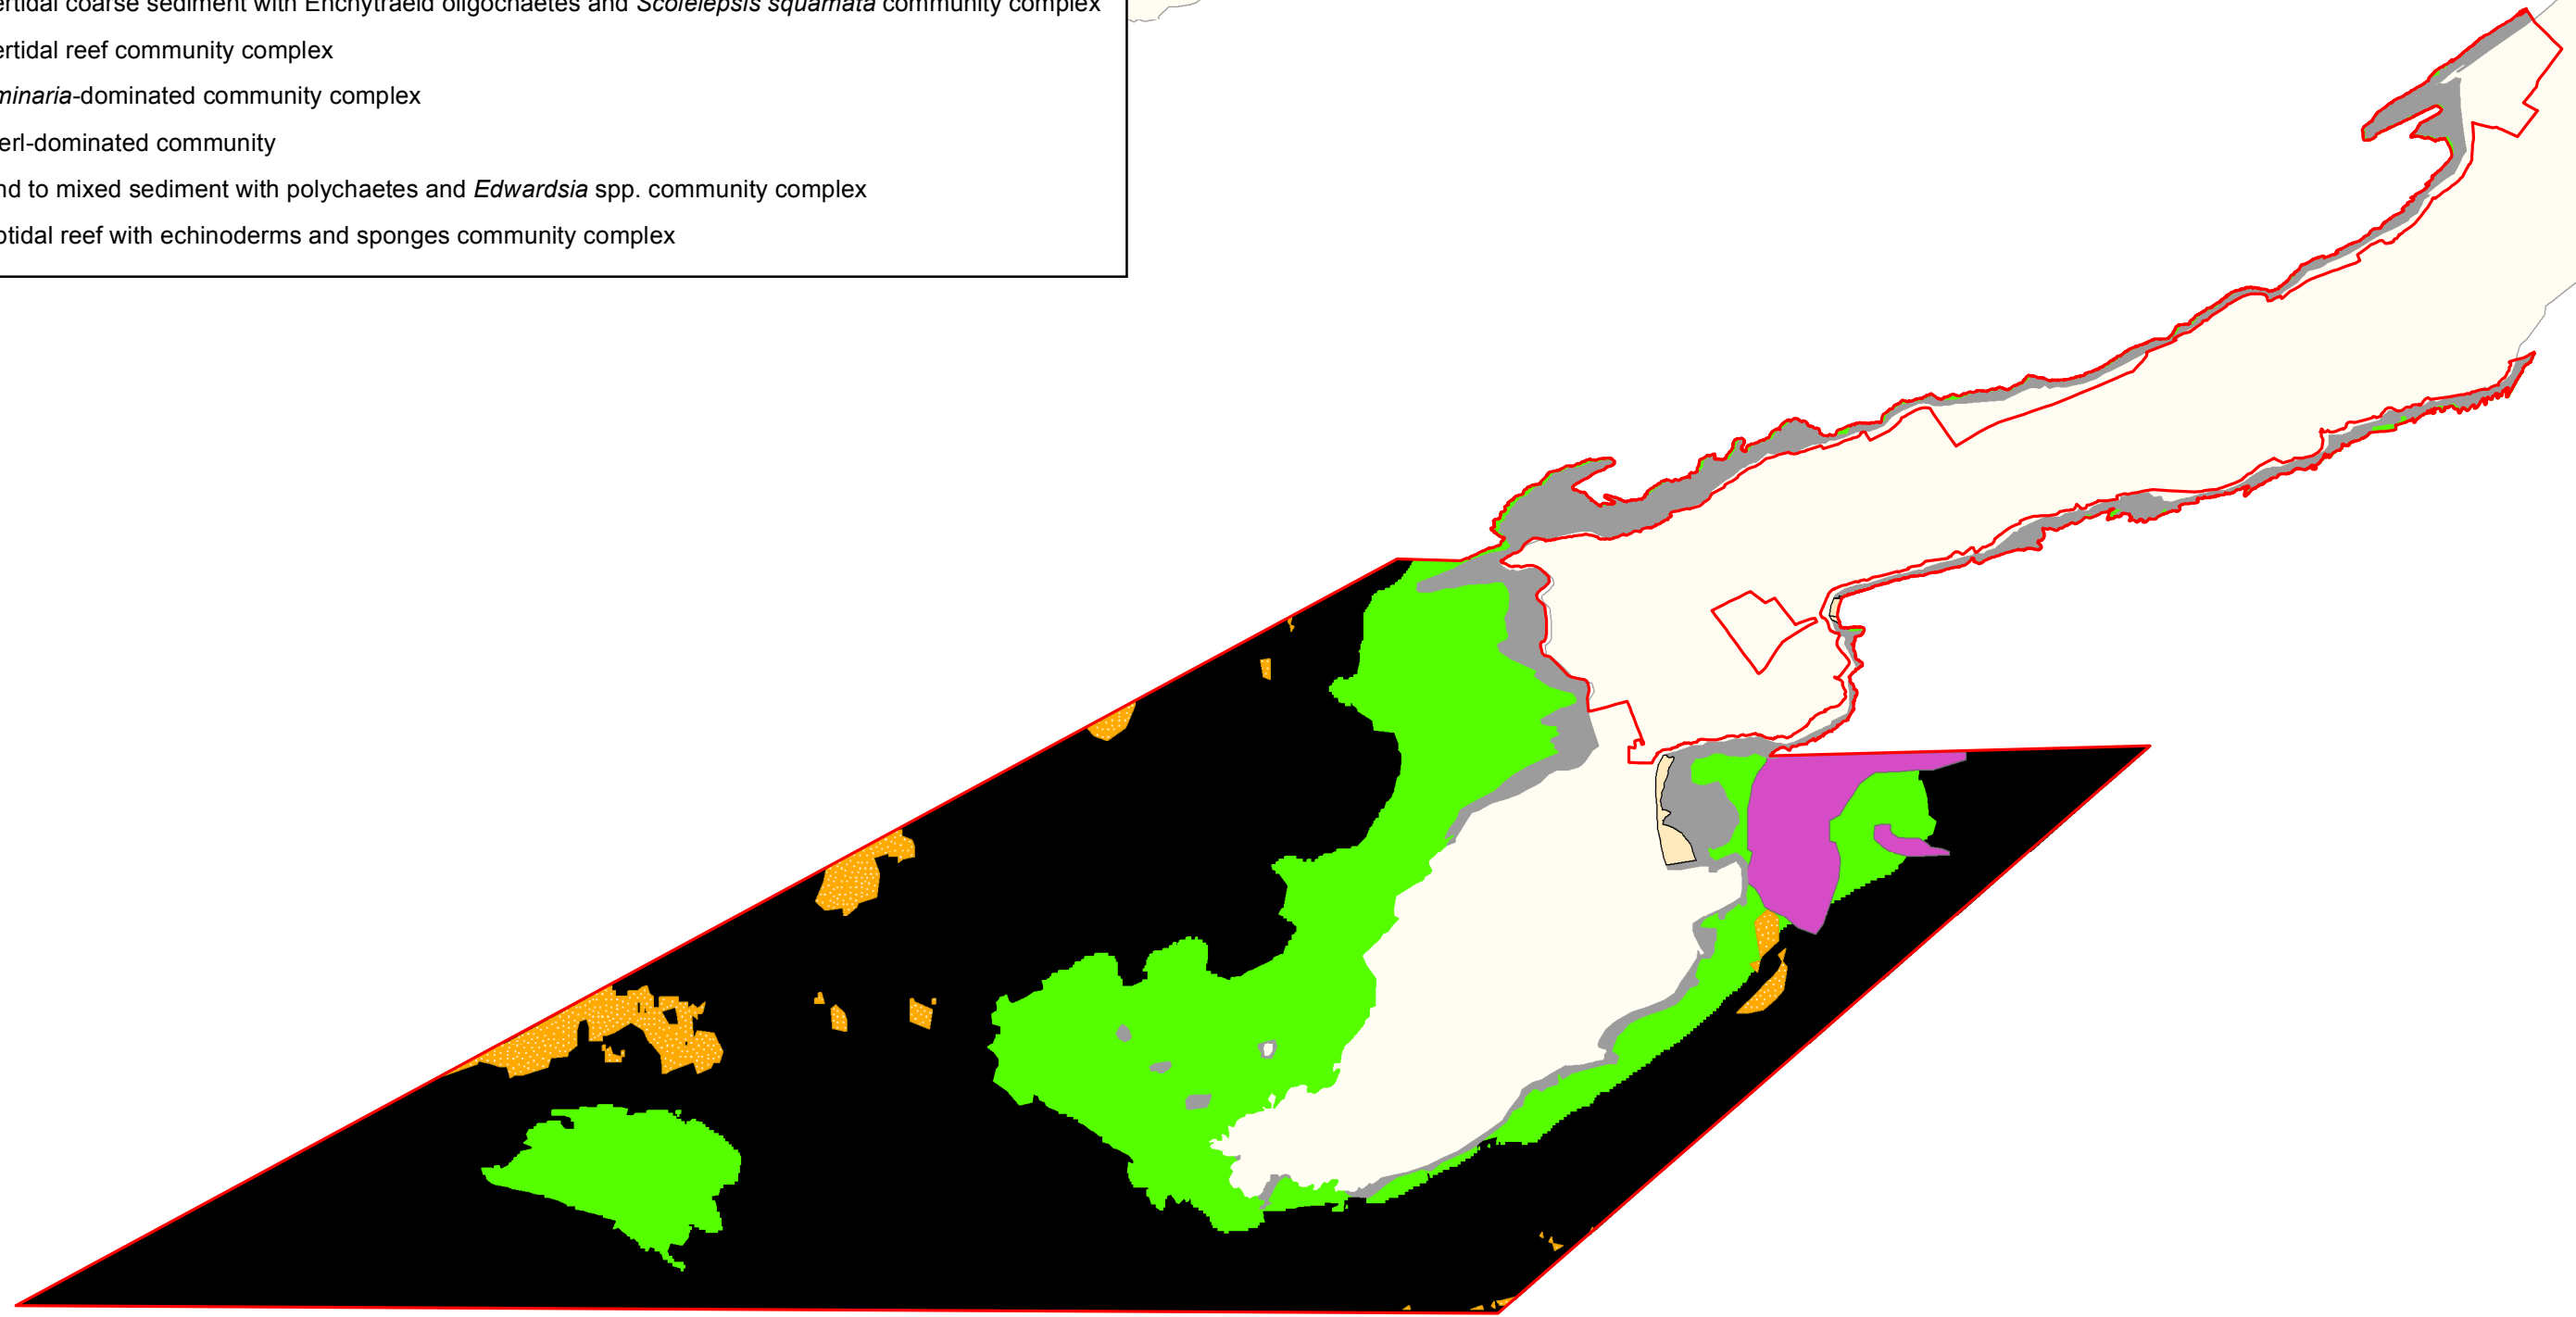 ertidal coarse sediment with Enchytraeid oligochaetes and Scolelepsis squamata community complex
ertidal reef community complex
minaria-dominated community complex
erl-dominated community
nd to mixed sediment with polychaetes and Edwardsia spp. community complex
otidal reef with echinoderms and sponges community complex